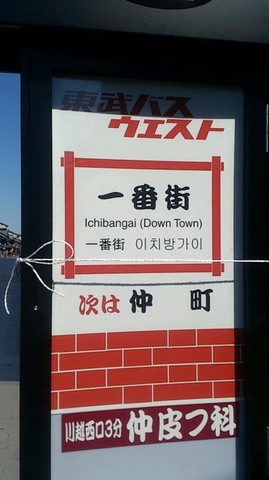 東武バス
ウエスト
一番街
Ichibangai (Down Town)
一番街 이치방가이
次は 仲町
川越西口3分 仲皮フ科